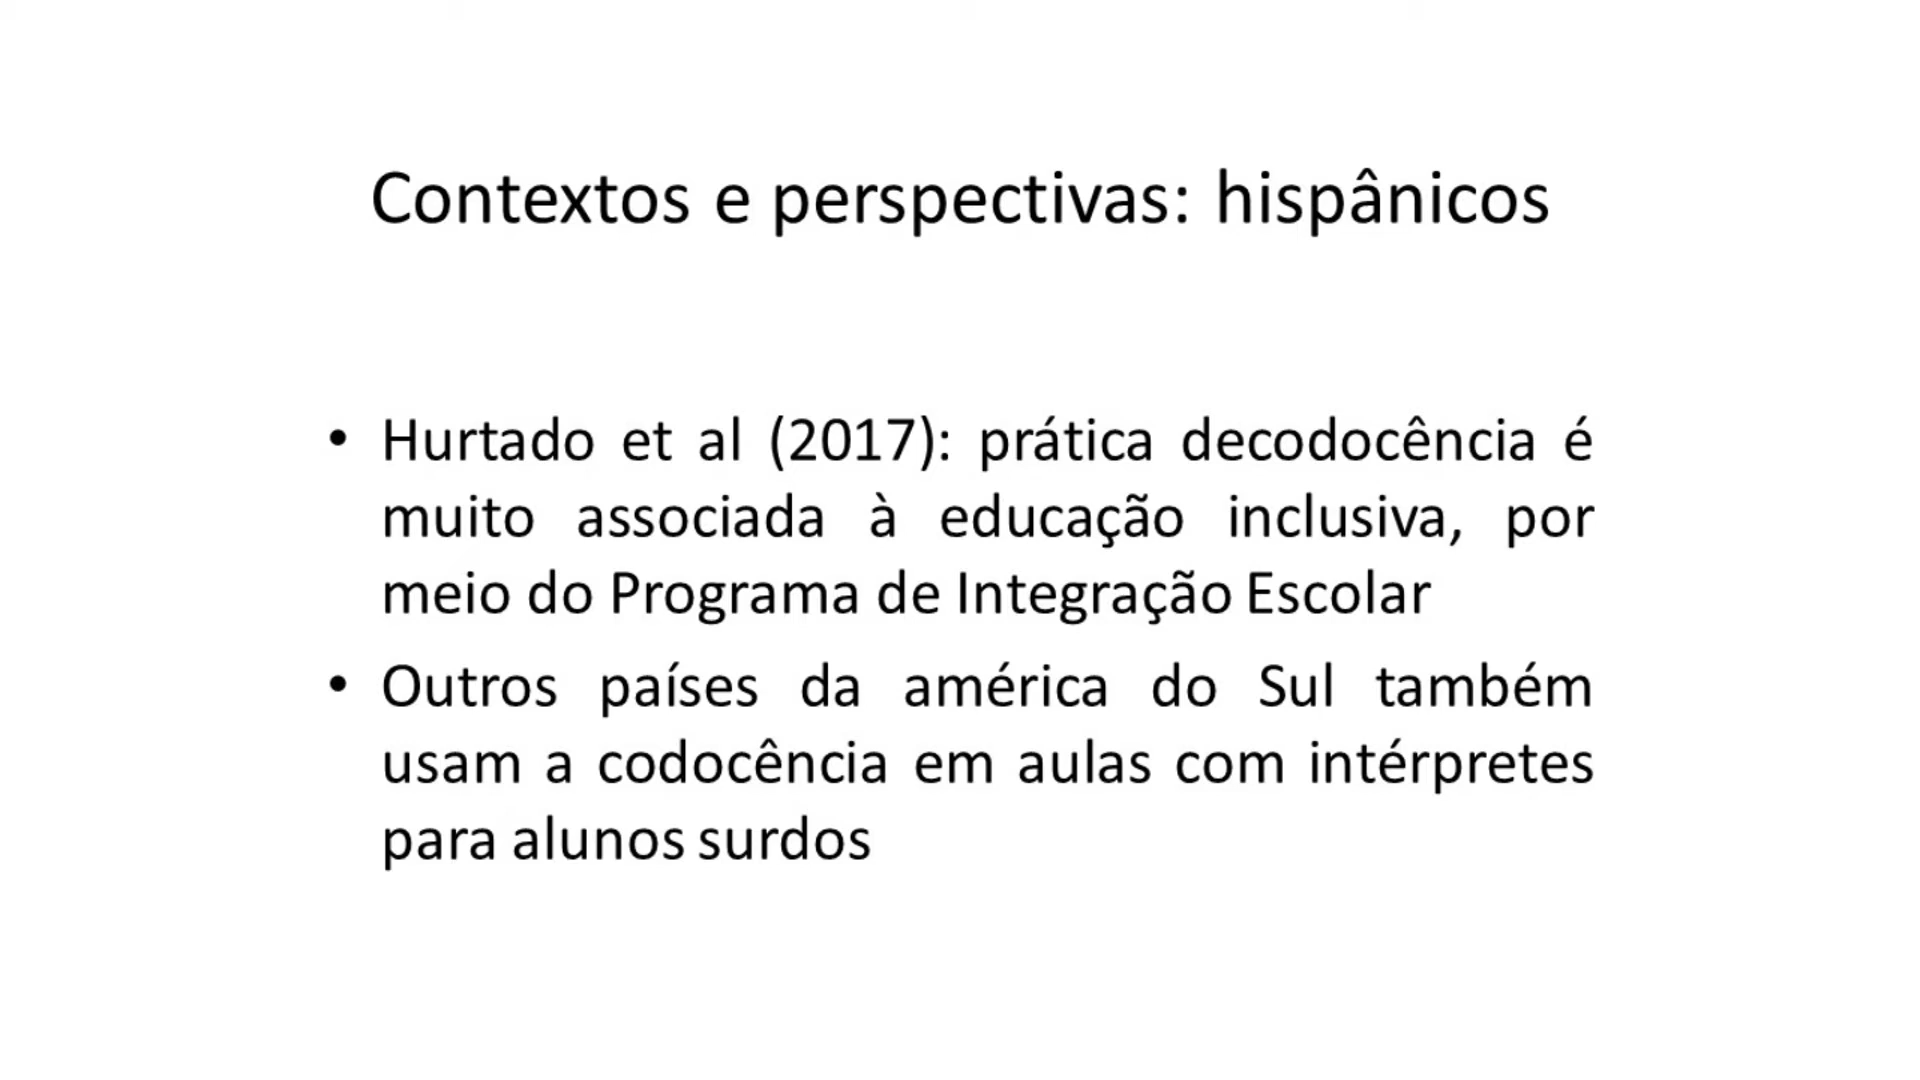 Contextos e perspectivas: hispânicos
• Hurtado et al (2017): prática decodocência é
muito associada à educação inclusiva, por
meio do Programa de Integração Escolar
• Outros países da américa do Sul também
usam a codocência em aulas com intérpretes
para alunos surdos